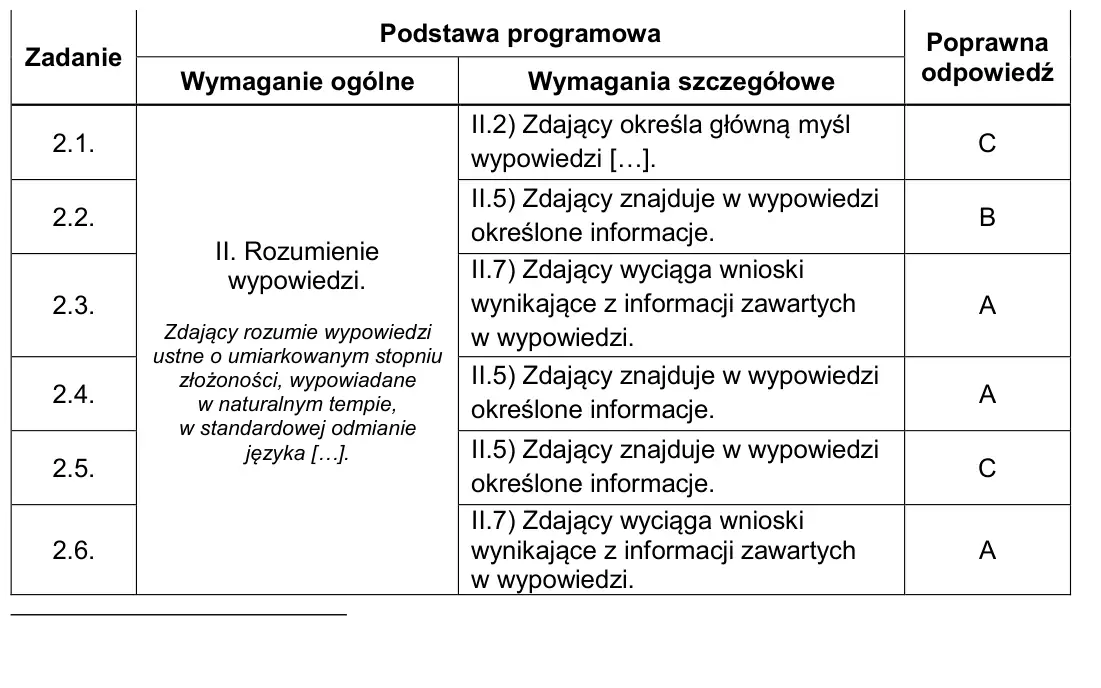 Zadanie
Podstawa programowa
Poprawna
odpowiedź
Wymaganie ogólne
Wymagania szczegółowe
2.1.
II. Rozumienie
wypowiedzi.
Zdający rozumie wypowiedzi
ustne o umiarkowanym stopniu
złożoności, wypowiadane
w naturalnym tempie,
w standardowej odmianie
języka […].
II.2) Zdający określa główną myśl
wypowiedzi […].
C
2.2.
II.5) Zdający znajduje w wypowiedzi
określone informacje.
B
2.3.
II.7) Zdający wyciąga wnioski
wynikające z informacji zawartych
w wypowiedzi.
A
2.4.
II.5) Zdający znajduje w wypowiedzi
określone informacje.
A
2.5.
II.5) Zdający znajduje w wypowiedzi
określone informacje.
C
2.6.
II.7) Zdający wyciąga wnioski
wynikające z informacji zawartych
w wypowiedzi.
A